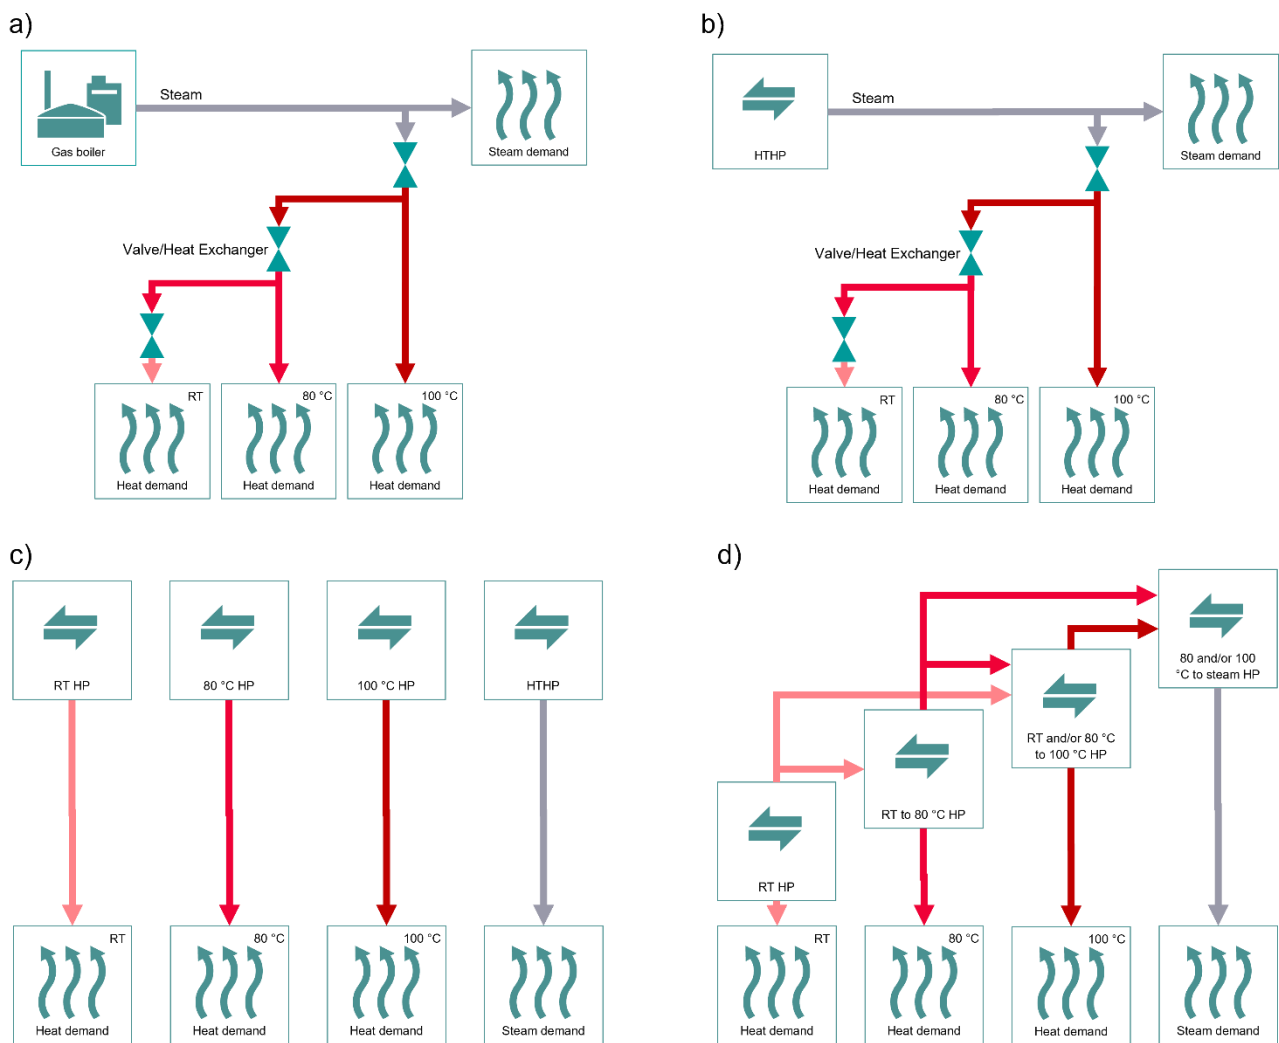 a)
Gas boiler
Steam
Steam demand
Valve/Heat Exchanger
RT
Heat demand
80 °C
Heat demand
100 °C
Heat demand
b)
HTHP
Steam
Steam demand
Valve/Heat Exchanger
RT
Heat demand
80 °C
Heat demand
100 °C
Heat demand
c)
RT HP
80 °C HP
100 °C HP
HTHP
RT
Heat demand
80 °C
Heat demand
100 °C
Heat demand
Steam demand
d)
80 and/or 100
°C to steam HP
RT and/or 80 °C
to 100 °C HP
RT to 80 °C HP
RT HP
RT
Heat demand
80 °C
Heat demand
100 °C
Heat demand
Steam demand